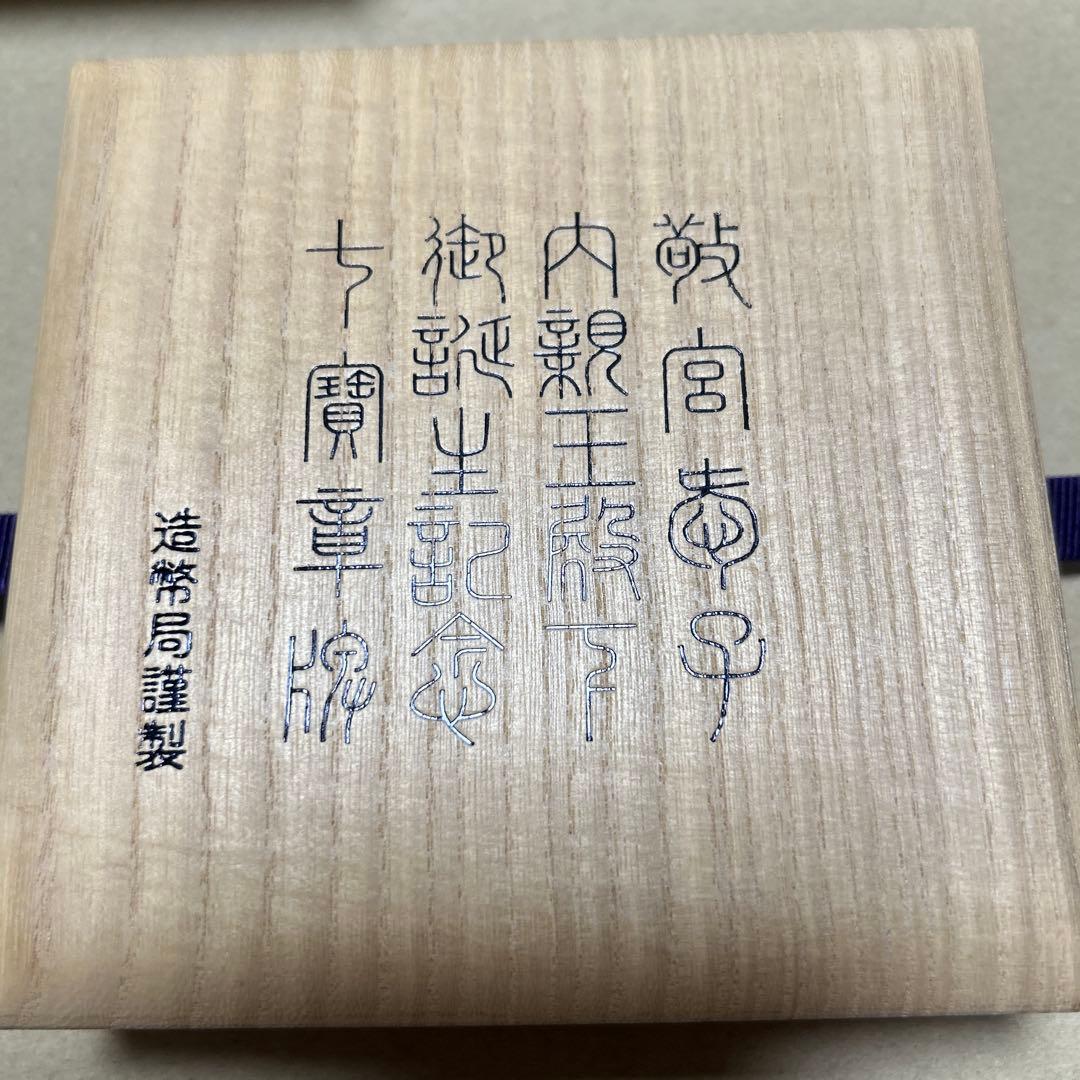 敬宮愛子
内親王殿下
御誕生記念
七寶章牌
造幣局謹製